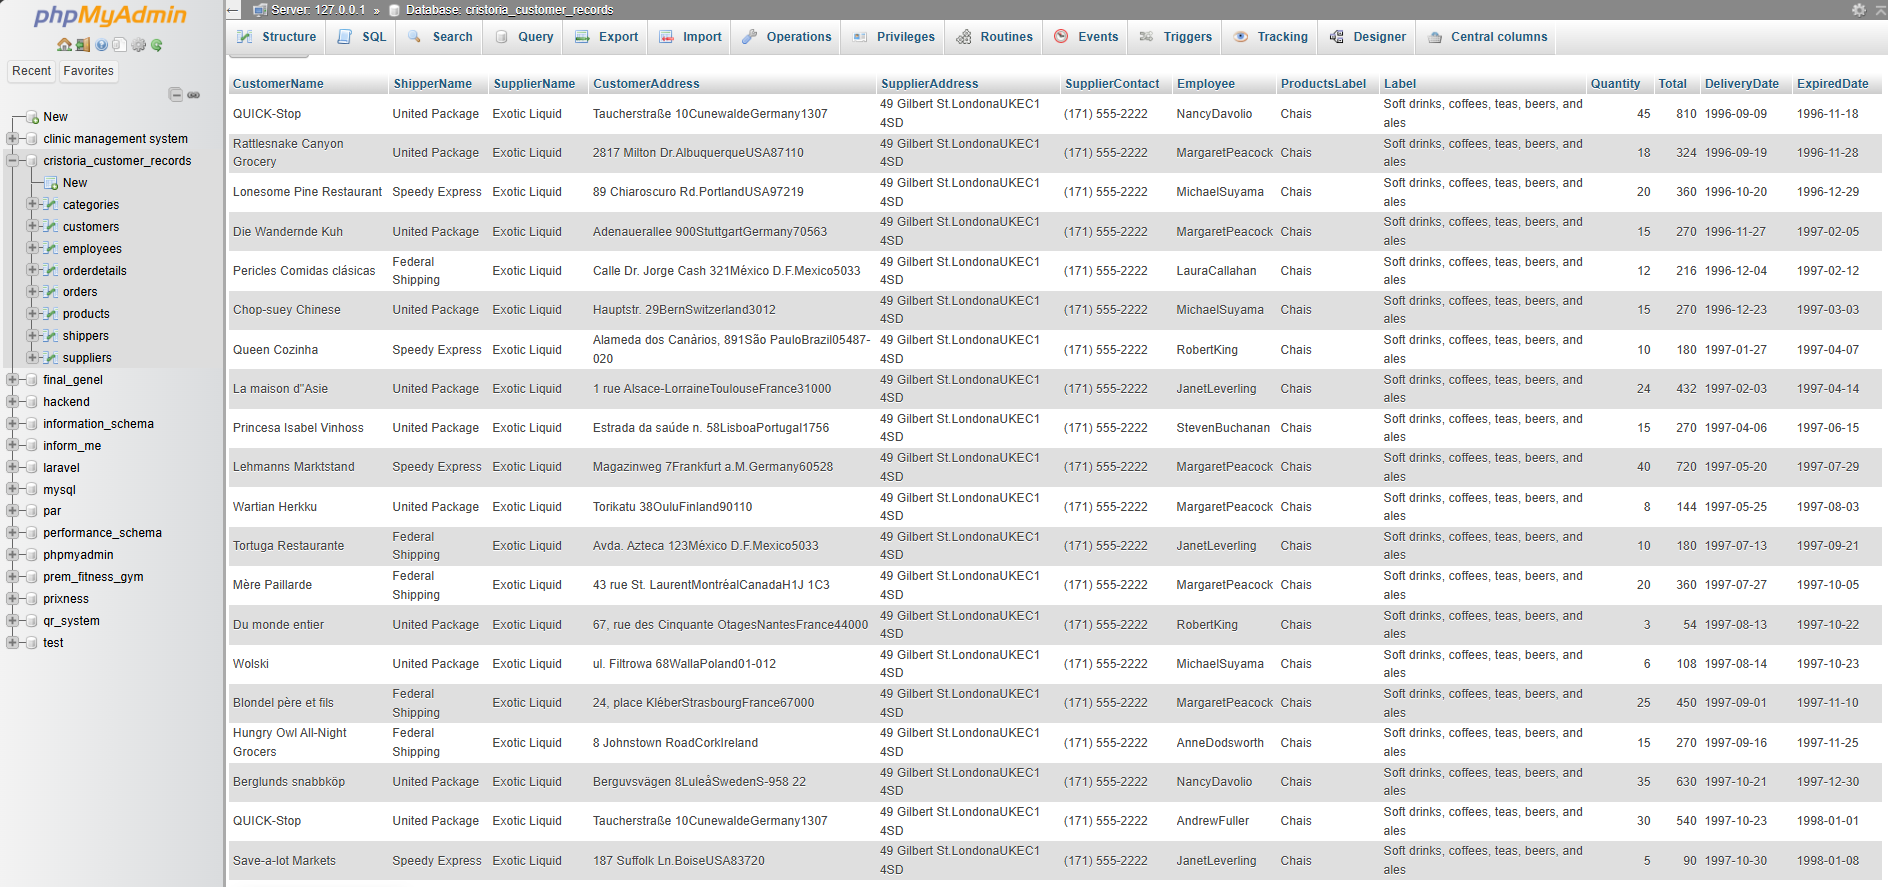 phpMyAdmin
Recent Favorites
New
clinic management system
cristoria_customer_records
New
categories
customers
employees
orderdetails
orders
products
shippers
suppliers
final_genel
hackend
information_schema
inform_me
laravel
mysql
par
performance_schema
phpmyadmin
prem_fitness_gym
prixness
qr_system
test
Server: 127.0.0.1 » Database: cristoria_customer_records
Structure SQL Search Query Export Import Operations Privileges Routines Events Triggers Tracking Designer Central columns
CustomerName ShipperName SupplierName CustomerAddress SupplierAddress SupplierContact Employee ProductsLabel Label Quantity Total DeliveryDate ExpiredDate
QUICK-Stop United Package Exotic Liquid Taucherstraße 10CunewaldeGermany1307 49 Gilbert St.LondonaUKEC1 4SD (171) 555-2222 NancyDavolio Chais Soft drinks, coffees, teas, beers, and ales 45 810 1996-09-09 1996-11-18
Rattlesnake Canyon Grocery United Package Exotic Liquid 2817 Milton Dr.AlbuquerqueUSA87110 49 Gilbert St.LondonaUKEC1 4SD (171) 555-2222 MargaretPeacock Chais Soft drinks, coffees, teas, beers, and ales 18 324 1996-09-19 1996-11-28
Lonesome Pine Restaurant Speedy Express Exotic Liquid 89 Chiaroscuro Rd.PortlandUSA97219 49 Gilbert St.LondonaUKEC1 4SD (171) 555-2222 MichaelSuyama Chais Soft drinks, coffees, teas, beers, and ales 20 360 1996-10-20 1996-12-29
Die Wandernde Kuh United Package Exotic Liquid Adenauerallee 900StuttgartGermany70563 49 Gilbert St.LondonaUKEC1 4SD (171) 555-2222 MargaretPeacock Chais Soft drinks, coffees, teas, beers, and ales 15 270 1996-11-27 1997-02-05
Pericles Comidas clásicas Federal Shipping Exotic Liquid Calle Dr. Jorge Cash 321México D.F.Mexico5033 49 Gilbert St.LondonaUKEC1 4SD (171) 555-2222 LauraCallahan Chais Soft drinks, coffees, teas, beers, and ales 12 216 1996-12-04 1997-02-12
Chop-suey Chinese United Package Exotic Liquid Hauptstr. 29BernSwitzerland3012 49 Gilbert St.LondonaUKEC1 4SD (171) 555-2222 MichaelSuyama Chais Soft drinks, coffees, teas, beers, and ales 15 270 1996-12-23 1997-03-03
Queen Cozinha Speedy Express Exotic Liquid Alameda dos Canàrios, 891São PauloBrazil05487-020 49 Gilbert St.LondonaUKEC1 4SD (171) 555-2222 RobertKing Chais Soft drinks, coffees, teas, beers, and ales 10 180 1997-01-27 1997-04-07
La maison d"Asie United Package Exotic Liquid 1 rue Alsace-LorraineToulouseFrance31000 49 Gilbert St.LondonaUKEC1 4SD (171) 555-2222 JanetLeverling Chais Soft drinks, coffees, teas, beers, and ales 24 432 1997-02-03 1997-04-14
Princesa Isabel Vinhoss United Package Exotic Liquid Estrada da saúde n. 58LisboaPortugal1756 49 Gilbert St.LondonaUKEC1 4SD (171) 555-2222 StevenBuchanan Chais Soft drinks, coffees, teas, beers, and ales 15 270 1997-04-06 1997-06-15
Lehmanns Marktstand Speedy Express Exotic Liquid Magazinweg 7Frankfurt a.M.Germany60528 49 Gilbert St.LondonaUKEC1 4SD (171) 555-2222 MargaretPeacock Chais Soft drinks, coffees, teas, beers, and ales 40 720 1997-05-20 1997-07-29
Wartian Herkku United Package Exotic Liquid Torikatu 38OuluFinland90110 49 Gilbert St.LondonaUKEC1 4SD (171) 555-2222 MargaretPeacock Chais Soft drinks, coffees, teas, beers, and ales 8 144 1997-05-25 1997-08-03
Tortuga Restaurante Federal Shipping Exotic Liquid Avda. Azteca 123México D.F.Mexico5033 49 Gilbert St.LondonaUKEC1 4SD (171) 555-2222 JanetLeverling Chais Soft drinks, coffees, teas, beers, and ales 10 180 1997-07-13 1997-09-21
Mère Paillarde Federal Shipping Exotic Liquid 43 rue St. LaurentMontréalCanadaH1J 1C3 49 Gilbert St.LondonaUKEC1 4SD (171) 555-2222 MargaretPeacock Chais Soft drinks, coffees, teas, beers, and ales 20 360 1997-07-27 1997-10-05
Du monde entier United Package Exotic Liquid 67, rue des Cinquante OtagesNantesFrance44000 49 Gilbert St.LondonaUKEC1 4SD (171) 555-2222 RobertKing Chais Soft drinks, coffees, teas, beers, and ales 3 54 1997-08-13 1997-10-22
Wolski United Package Exotic Liquid ul. Filtrowa 68WallaPoland01-012 49 Gilbert St.LondonaUKEC1 4SD (171) 555-2222 MichaelSuyama Chais Soft drinks, coffees, teas, beers, and ales 6 108 1997-08-14 1997-10-23
Blondel père et fils Federal Shipping Exotic Liquid 24, place KléberStrasbourgFrance67000 49 Gilbert St.LondonaUKEC1 4SD (171) 555-2222 MargaretPeacock Chais Soft drinks, coffees, teas, beers, and ales 25 450 1997-09-01 1997-11-10
Hungry Owl All-Night Grocers Federal Shipping Exotic Liquid 8 Johnstown RoadCorkIreland 49 Gilbert St.LondonaUKEC1 4SD (171) 555-2222 AnneDodsworth Chais Soft drinks, coffees, teas, beers, and ales 15 270 1997-09-16 1997-11-25
Berglunds snabbköp United Package Exotic Liquid Berguvsvägen 8LuleåSwedenS-958 22 49 Gilbert St.LondonaUKEC1 4SD (171) 555-2222 NancyDavolio Chais Soft drinks, coffees, teas, beers, and ales 35 630 1997-10-21 1997-12-30
QUICK-Stop United Package Exotic Liquid Taucherstraße 10CunewaldeGermany1307 49 Gilbert St.LondonaUKEC1 4SD (171) 555-2222 AndrewFuller Chais Soft drinks, coffees, teas, beers, and ales 30 540 1997-10-23 1998-01-01
Save-a-lot Markets Speedy Express Exotic Liquid 187 Suffolk Ln.BoiseUSA83720 49 Gilbert St.LondonaUKEC1 4SD (171) 555-2222 JanetLeverling Chais Soft drinks, coffees, teas, beers, and ales 5 90 1997-10-30 1998-01-08